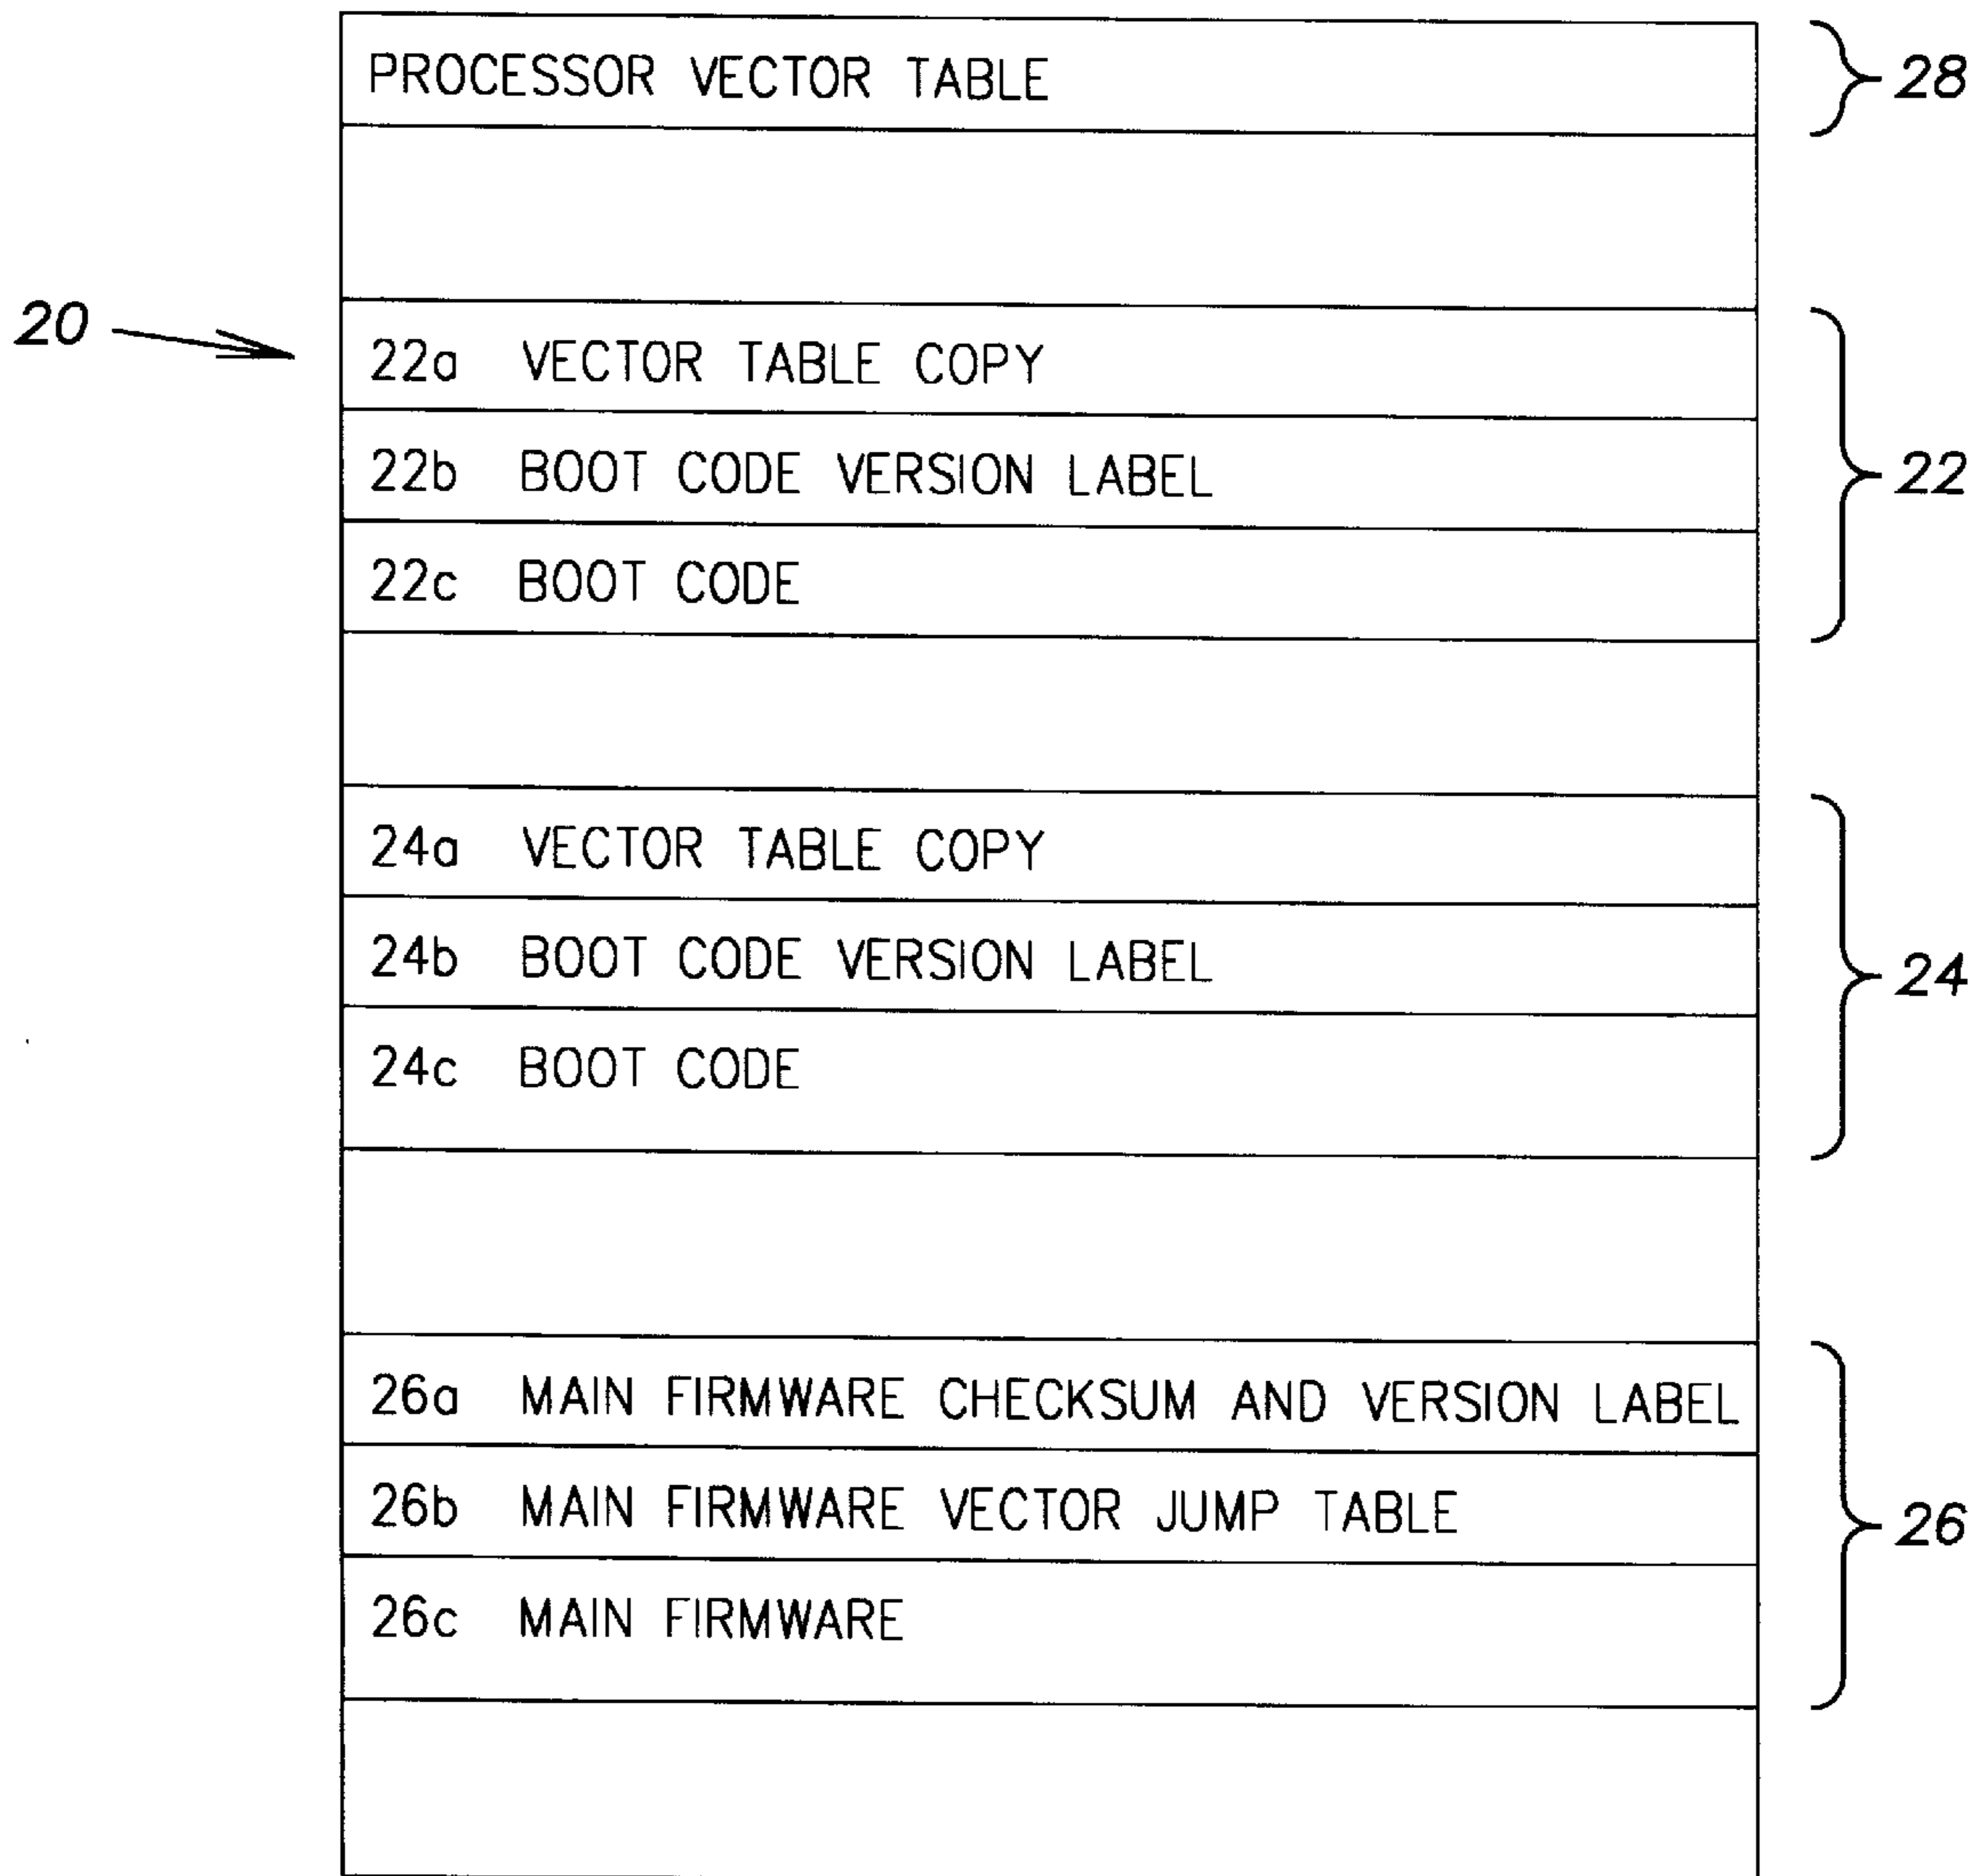 PROCESSOR VECTOR TABLE 28
20
22a VECTOR TABLE COPY
22b BOOT CODE VERSION LABEL 22
22c BOOT CODE
24a VECTOR TABLE COPY
24b BOOT CODE VERSION LABEL 24
24c BOOT CODE
26a MAIN FIRMWARE CHECKSUM AND VERSION LABEL
26b MAIN FIRMWARE VECTOR JUMP TABLE 26
26c MAIN FIRMWARE